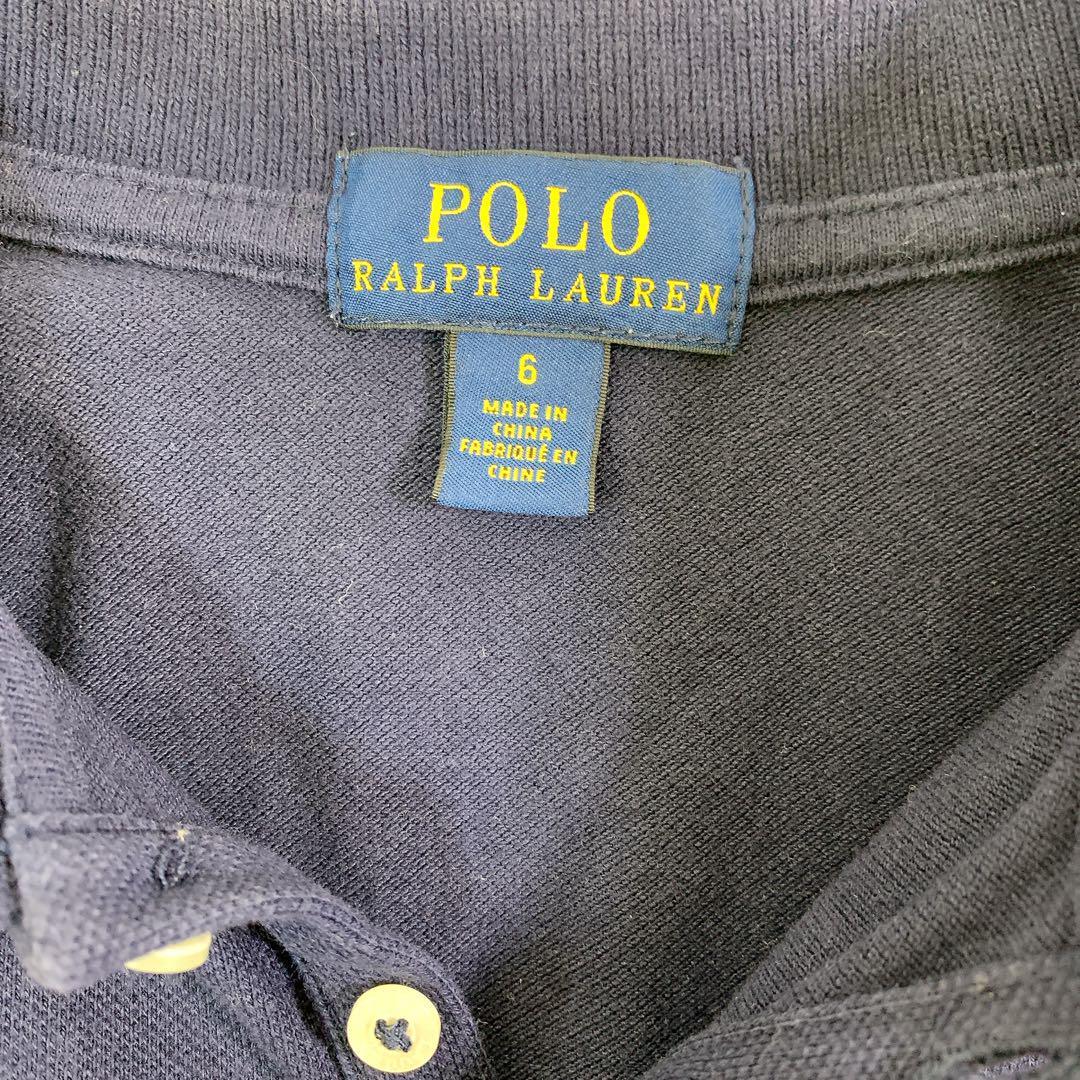 POLO
RALPH LAUREN
6
MADE IN
CHINA
FABRIQUÉ EN
CHINE